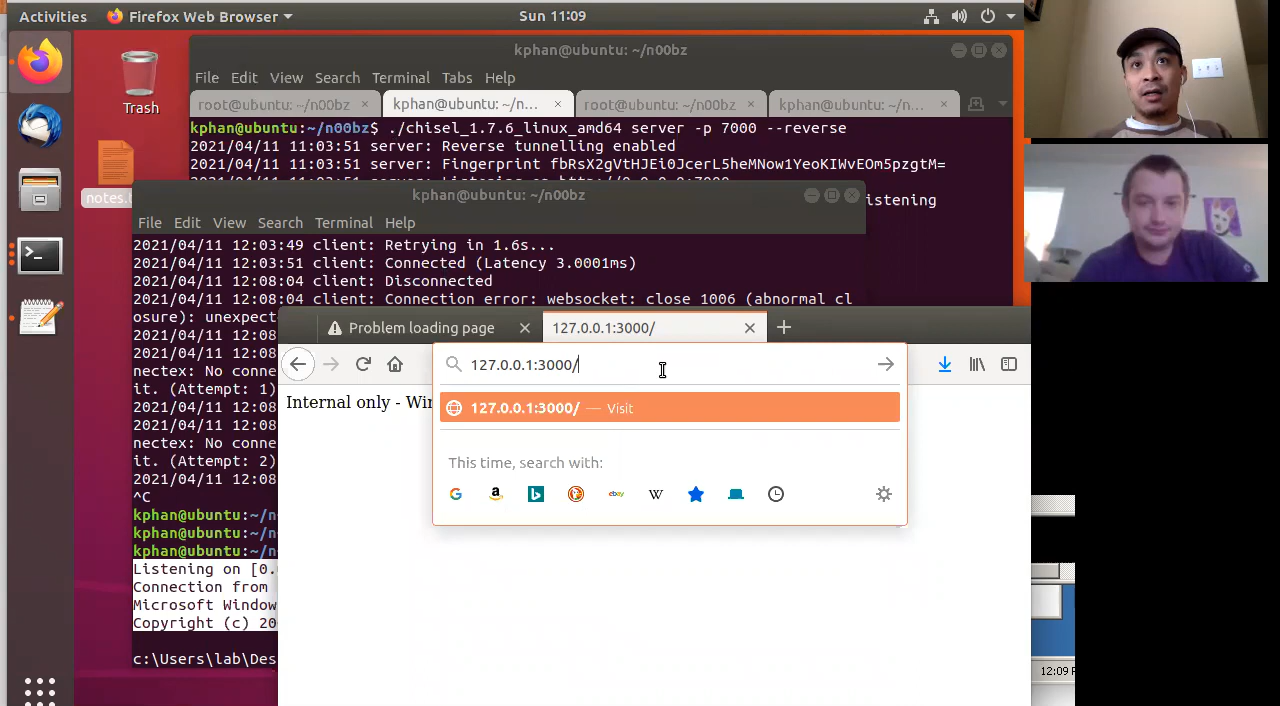 Activities Firefox Web Browser Sun 11:09
Trash
notes.t
kphan@ubuntu: ~/n00bz
File Edit View Search Terminal Tabs Help
root@ubuntu: ~/n00bz × kphan@ubuntu: ~/n... × root@ubuntu: ~/n00bz × kphan@ubuntu: ~/n... ×
kphan@ubuntu:~/n00bz$ ./chisel_1.7.6_linux_amd64 server -p 7000 --reverse
2021/04/11 11:03:51 server: Reverse tunnelling enabled
2021/04/11 11:03:51 server: Fingerprint fbRsX2gVtHJEi0JcerL5heMNow1YeoKIWvEOm5pzgtM=
istening
kphan@ubuntu: ~/n00bz
File Edit View Search Terminal Help
2021/04/11 12:03:49 client: Retrying in 1.6s...
2021/04/11 12:03:51 client: Connected (Latency 3.0001ms)
2021/04/11 12:08:04 client: Disconnected
2021/04/11 12:08:04 client: Connection error: websocket: close 1006 (abnormal cl
osure): unexpect
2021/04/11 12:08
nectex: No conne
it. (Attempt: 1)
2021/04/11 12:08
2021/04/11 12:08
nectex: No conne
it. (Attempt: 2)
2021/04/11 12:08
^C
kphan@ubuntu:~/n
kphan@ubuntu:~/n
kphan@ubuntu:~/n
Listening on [0.
Connection from
Microsoft Window
Copyright (c) 20
c:\Users\lab\Des
Problem loading page × 127.0.0.1:3000/ × +
127.0.0.1:3000/
127.0.0.1:3000/ — Visit
This time, search with:
Internal only - Wi
12:09 P